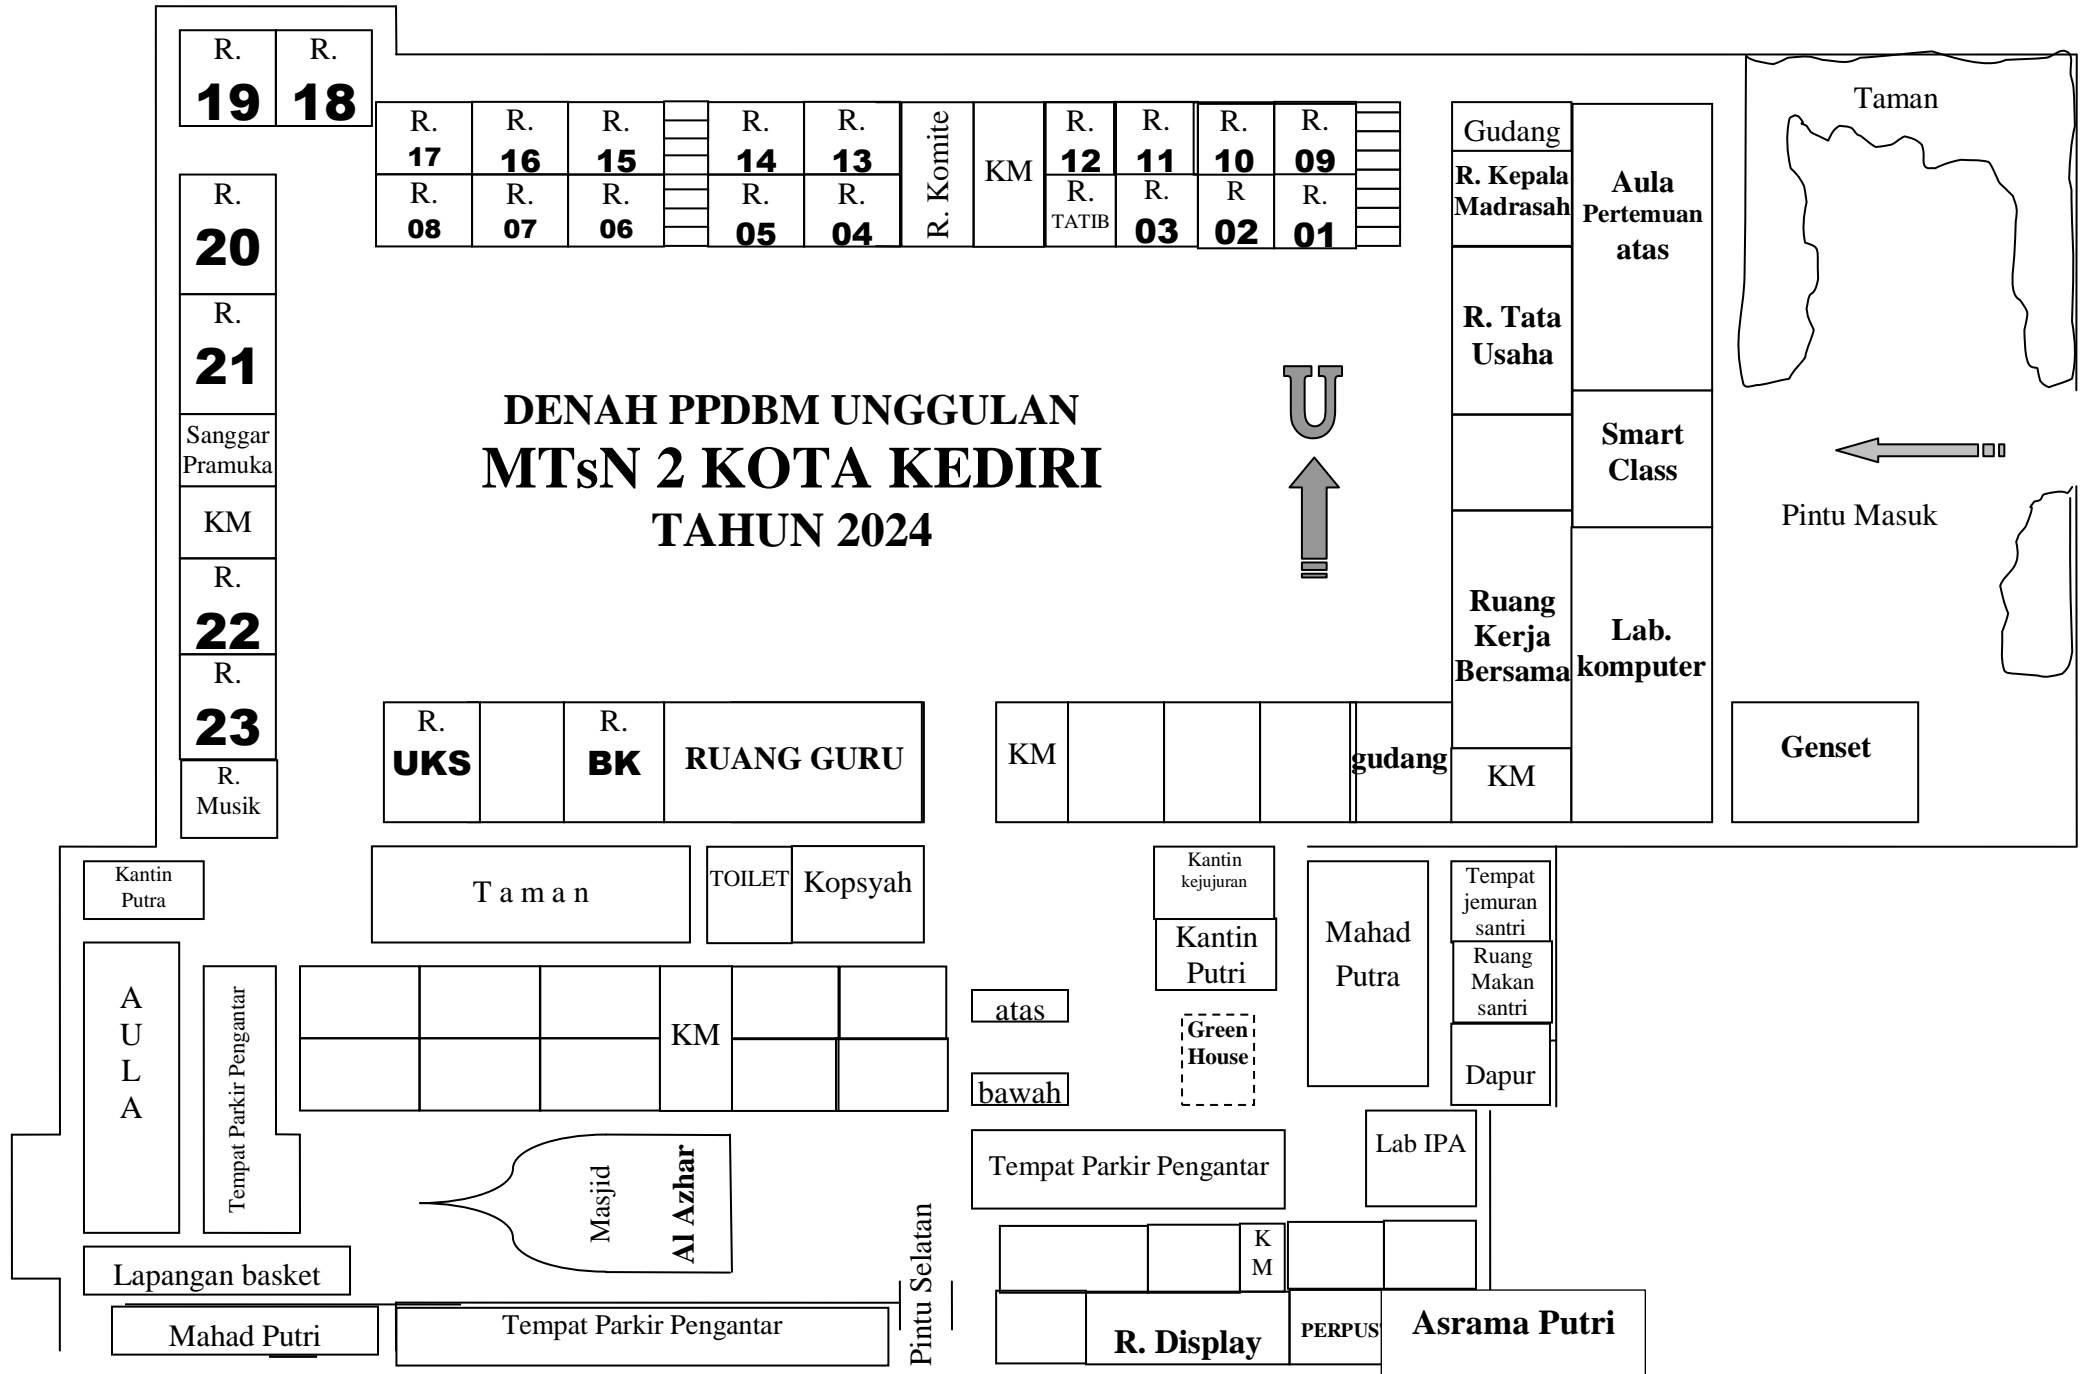 R.
19
R.
18
R.
17
R.
16
R.
15
R.
14
R.
13
R. Komite
KM
R.
12
R.
11
R.
10
R.
09
R.
08
R.
07
R.
06
R.
05
R.
04
R.
TATIB
R.
03
R
02
R.
01
Gudang
R. Kepala
Madrasah
Aula
Pertemuan
atas
Taman
R.
20
R.
21
Sanggar
Pramuka
KM
R.
22
R.
23
R.
Musik
DENAH PPDBM UNGGULAN
MTsN 2 KOTA KEDIRI
TAHUN 2024
U
R. Tata
Usaha
Smart
Class
Pintu Masuk
Ruang
Kerja
Bersama
Lab.
komputer
R.
UKS
R.
BK
RUANG GURU
KM
gudang
KM
Genset
Kantin
Putra
T a m a n
TOILET
Kopsyah
Kantin
kejujuran
Kantin
Putri
Mahad
Putra
Tempat
jemuran
santri
Ruang
Makan
santri
Dapur
A
U
L
A
Tempat Parkir Pengantar
KM
atas
bawah
Green
House
Masjid
Al Azhar
Tempat Parkir Pengantar
Lab IPA
Lapangan basket
Pintu Selatan
K
M
Mahad Putri
Tempat Parkir Pengantar
R. Display
PERPUS
Asrama Putri